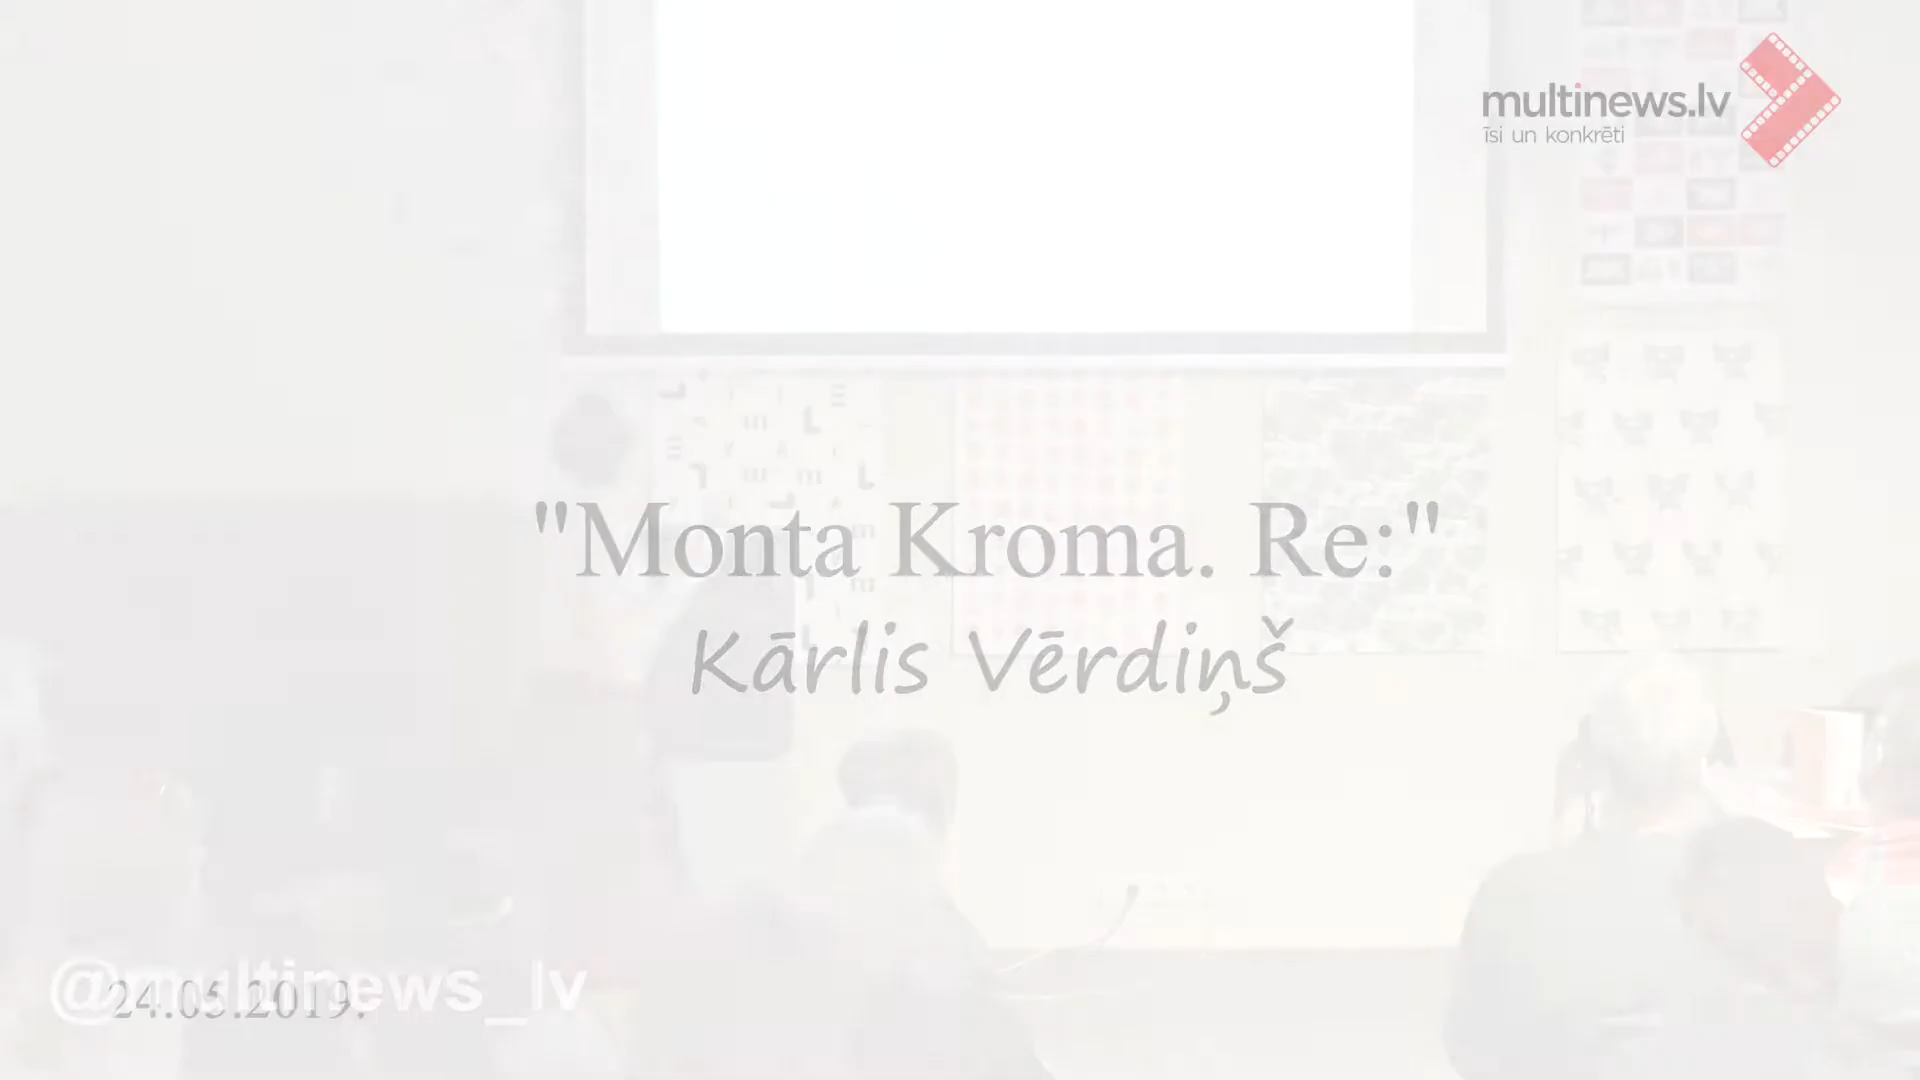 multinews.lv
īsi un konkrēti
"Monta Kroma. Re:"
Kārlis Vērdiņš
@multinews_lv
24.05.2019.